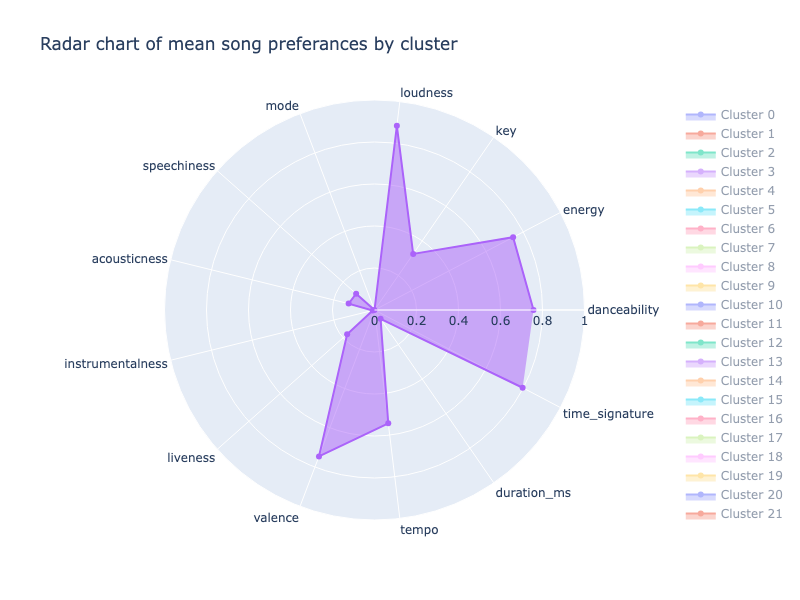 Radar chart of mean song preferances by cluster
loudness
mode
key
speechiness
energy
acousticness
danceability
0
0.2
0.4
0.6
0.8
1
instrumentalness
time_signature
liveness
duration_ms
valence
tempo
Cluster 0
Cluster 1
Cluster 2
Cluster 3
Cluster 4
Cluster 5
Cluster 6
Cluster 7
Cluster 8
Cluster 9
Cluster 10
Cluster 11
Cluster 12
Cluster 13
Cluster 14
Cluster 15
Cluster 16
Cluster 17
Cluster 18
Cluster 19
Cluster 20
Cluster 21